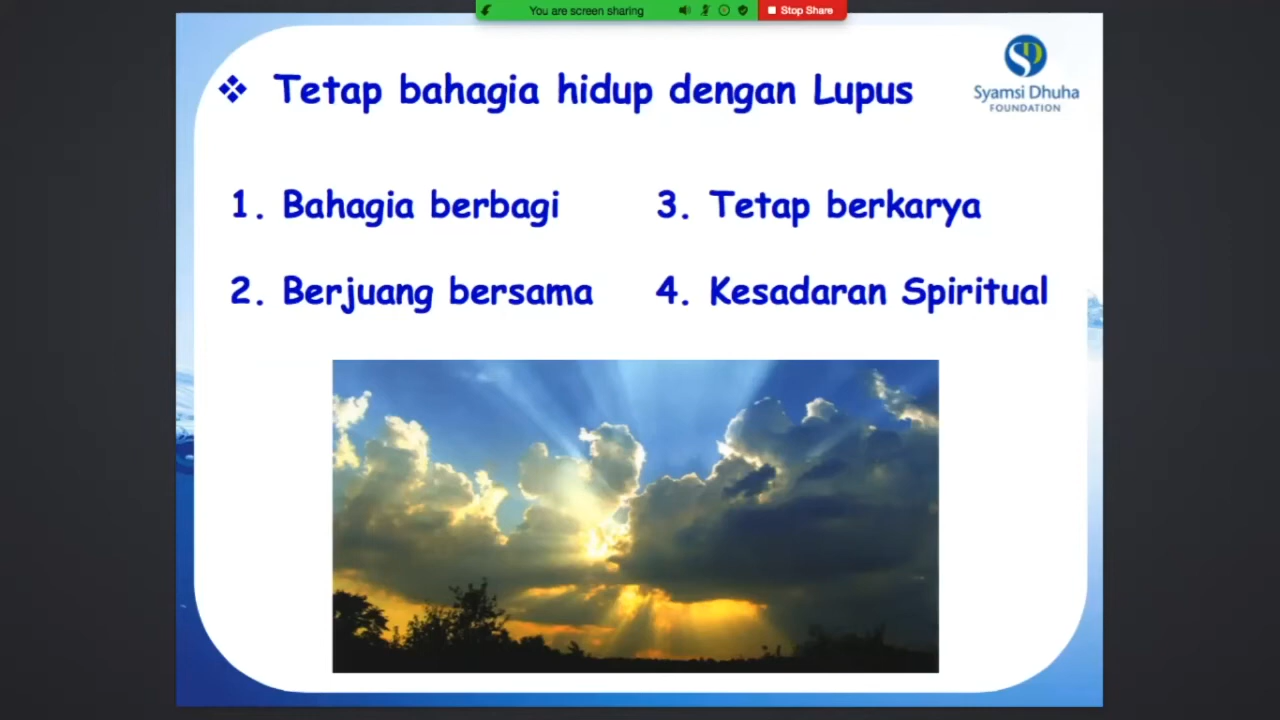 You are screen sharing
Stop Share
❖ Tetap bahagia hidup dengan Lupus
SD
Syamsi Dhuha
FOUNDATION
1. Bahagia berbagi
2. Berjuang bersama
3. Tetap berkarya
4. Kesadaran Spiritual